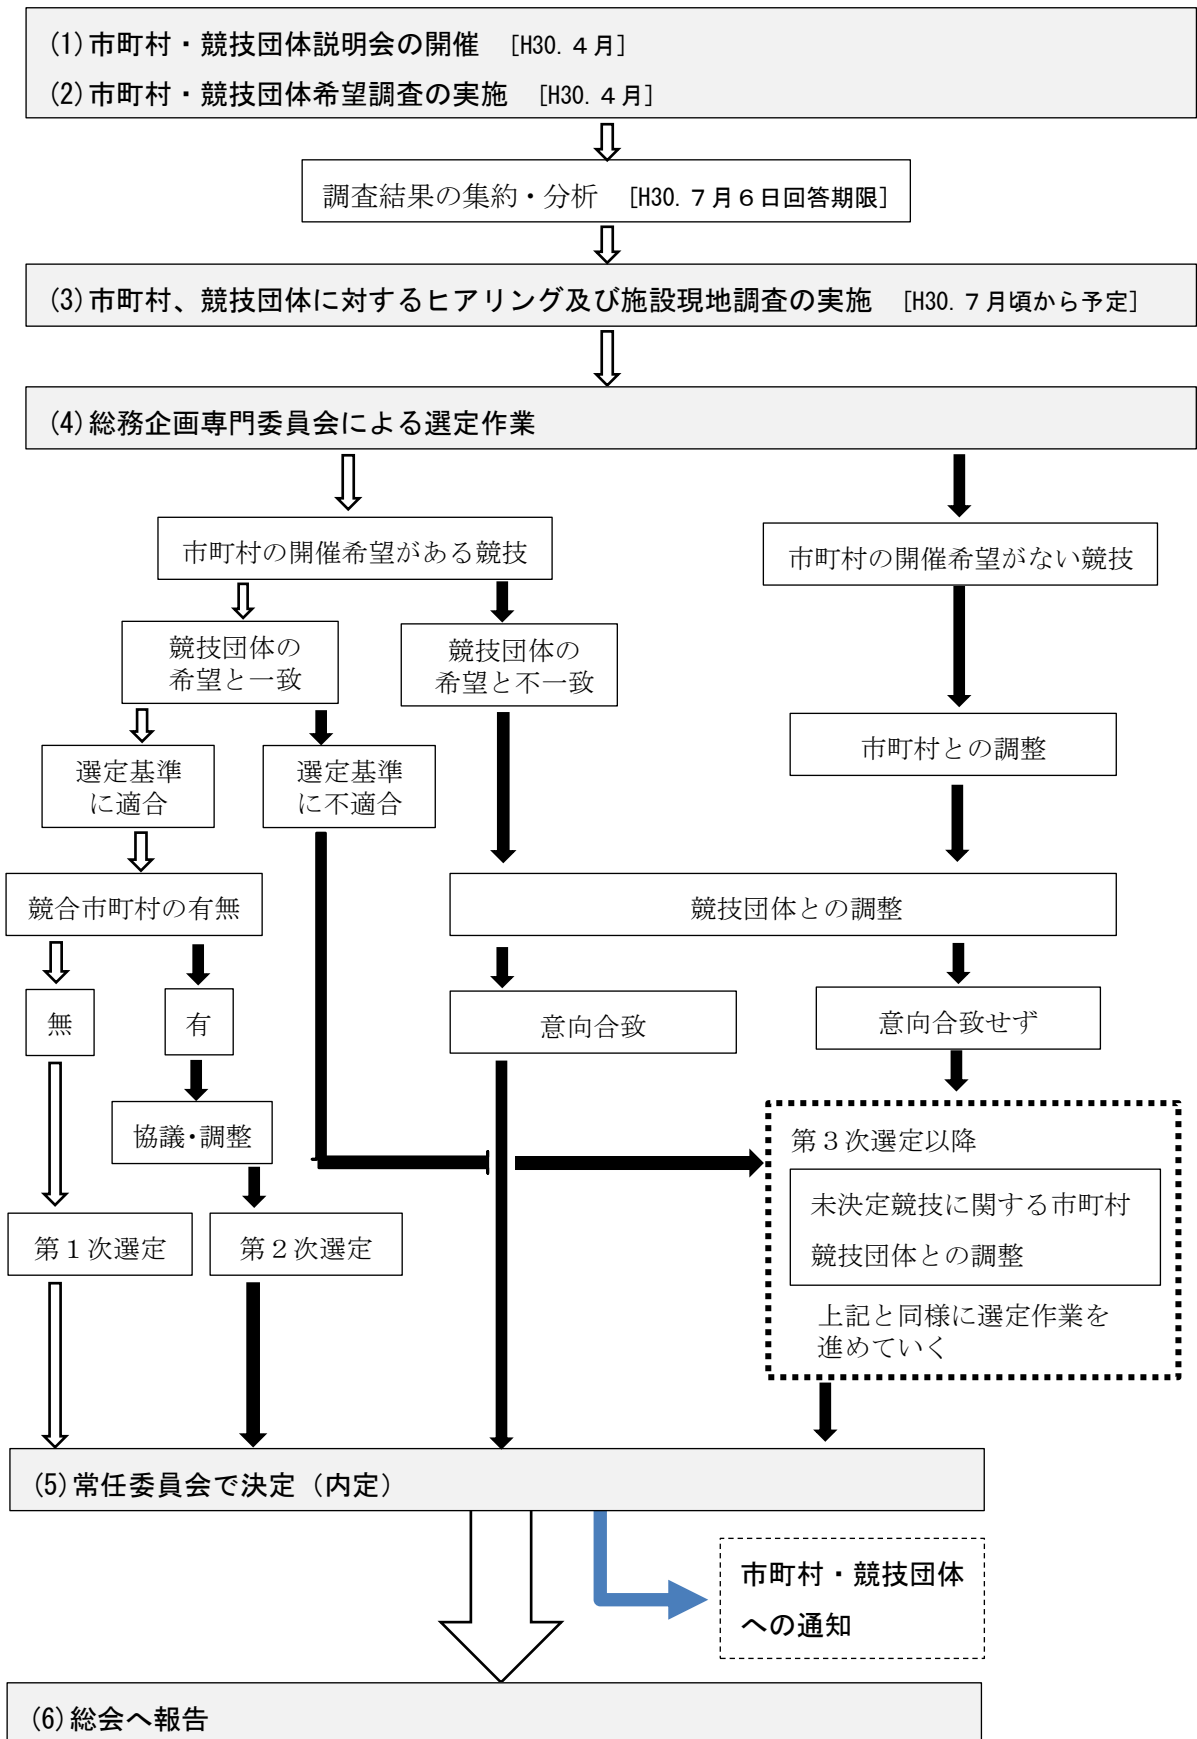 (1)市町村・競技団体説明会の開催 [H30.４月]
(2)市町村・競技団体希望調査の実施 [H30.４月]
調査結果の集約・分析 [H30.７月６日回答期限]
(3)市町村、競技団体に対するヒアリング及び施設現地調査の実施 [H30.７月頃から予定]
(4)総務企画専門委員会による選定作業
市町村の開催希望がある競技
市町村の開催希望がない競技
競技団体の
希望と一致
競技団体の
希望と不一致
市町村との調整
選定基準
に適合
選定基準
に不適合
競合市町村の有無
競技団体との調整
無
有
意向合致
意向合致せず
協議・調整
第３次選定以降
未決定競技に関する市町村
競技団体との調整
上記と同様に選定作業を
進めていく
第１次選定
第２次選定
(5)常任委員会で決定（内定）
市町村・競技団体
への通知
(6)総会へ報告